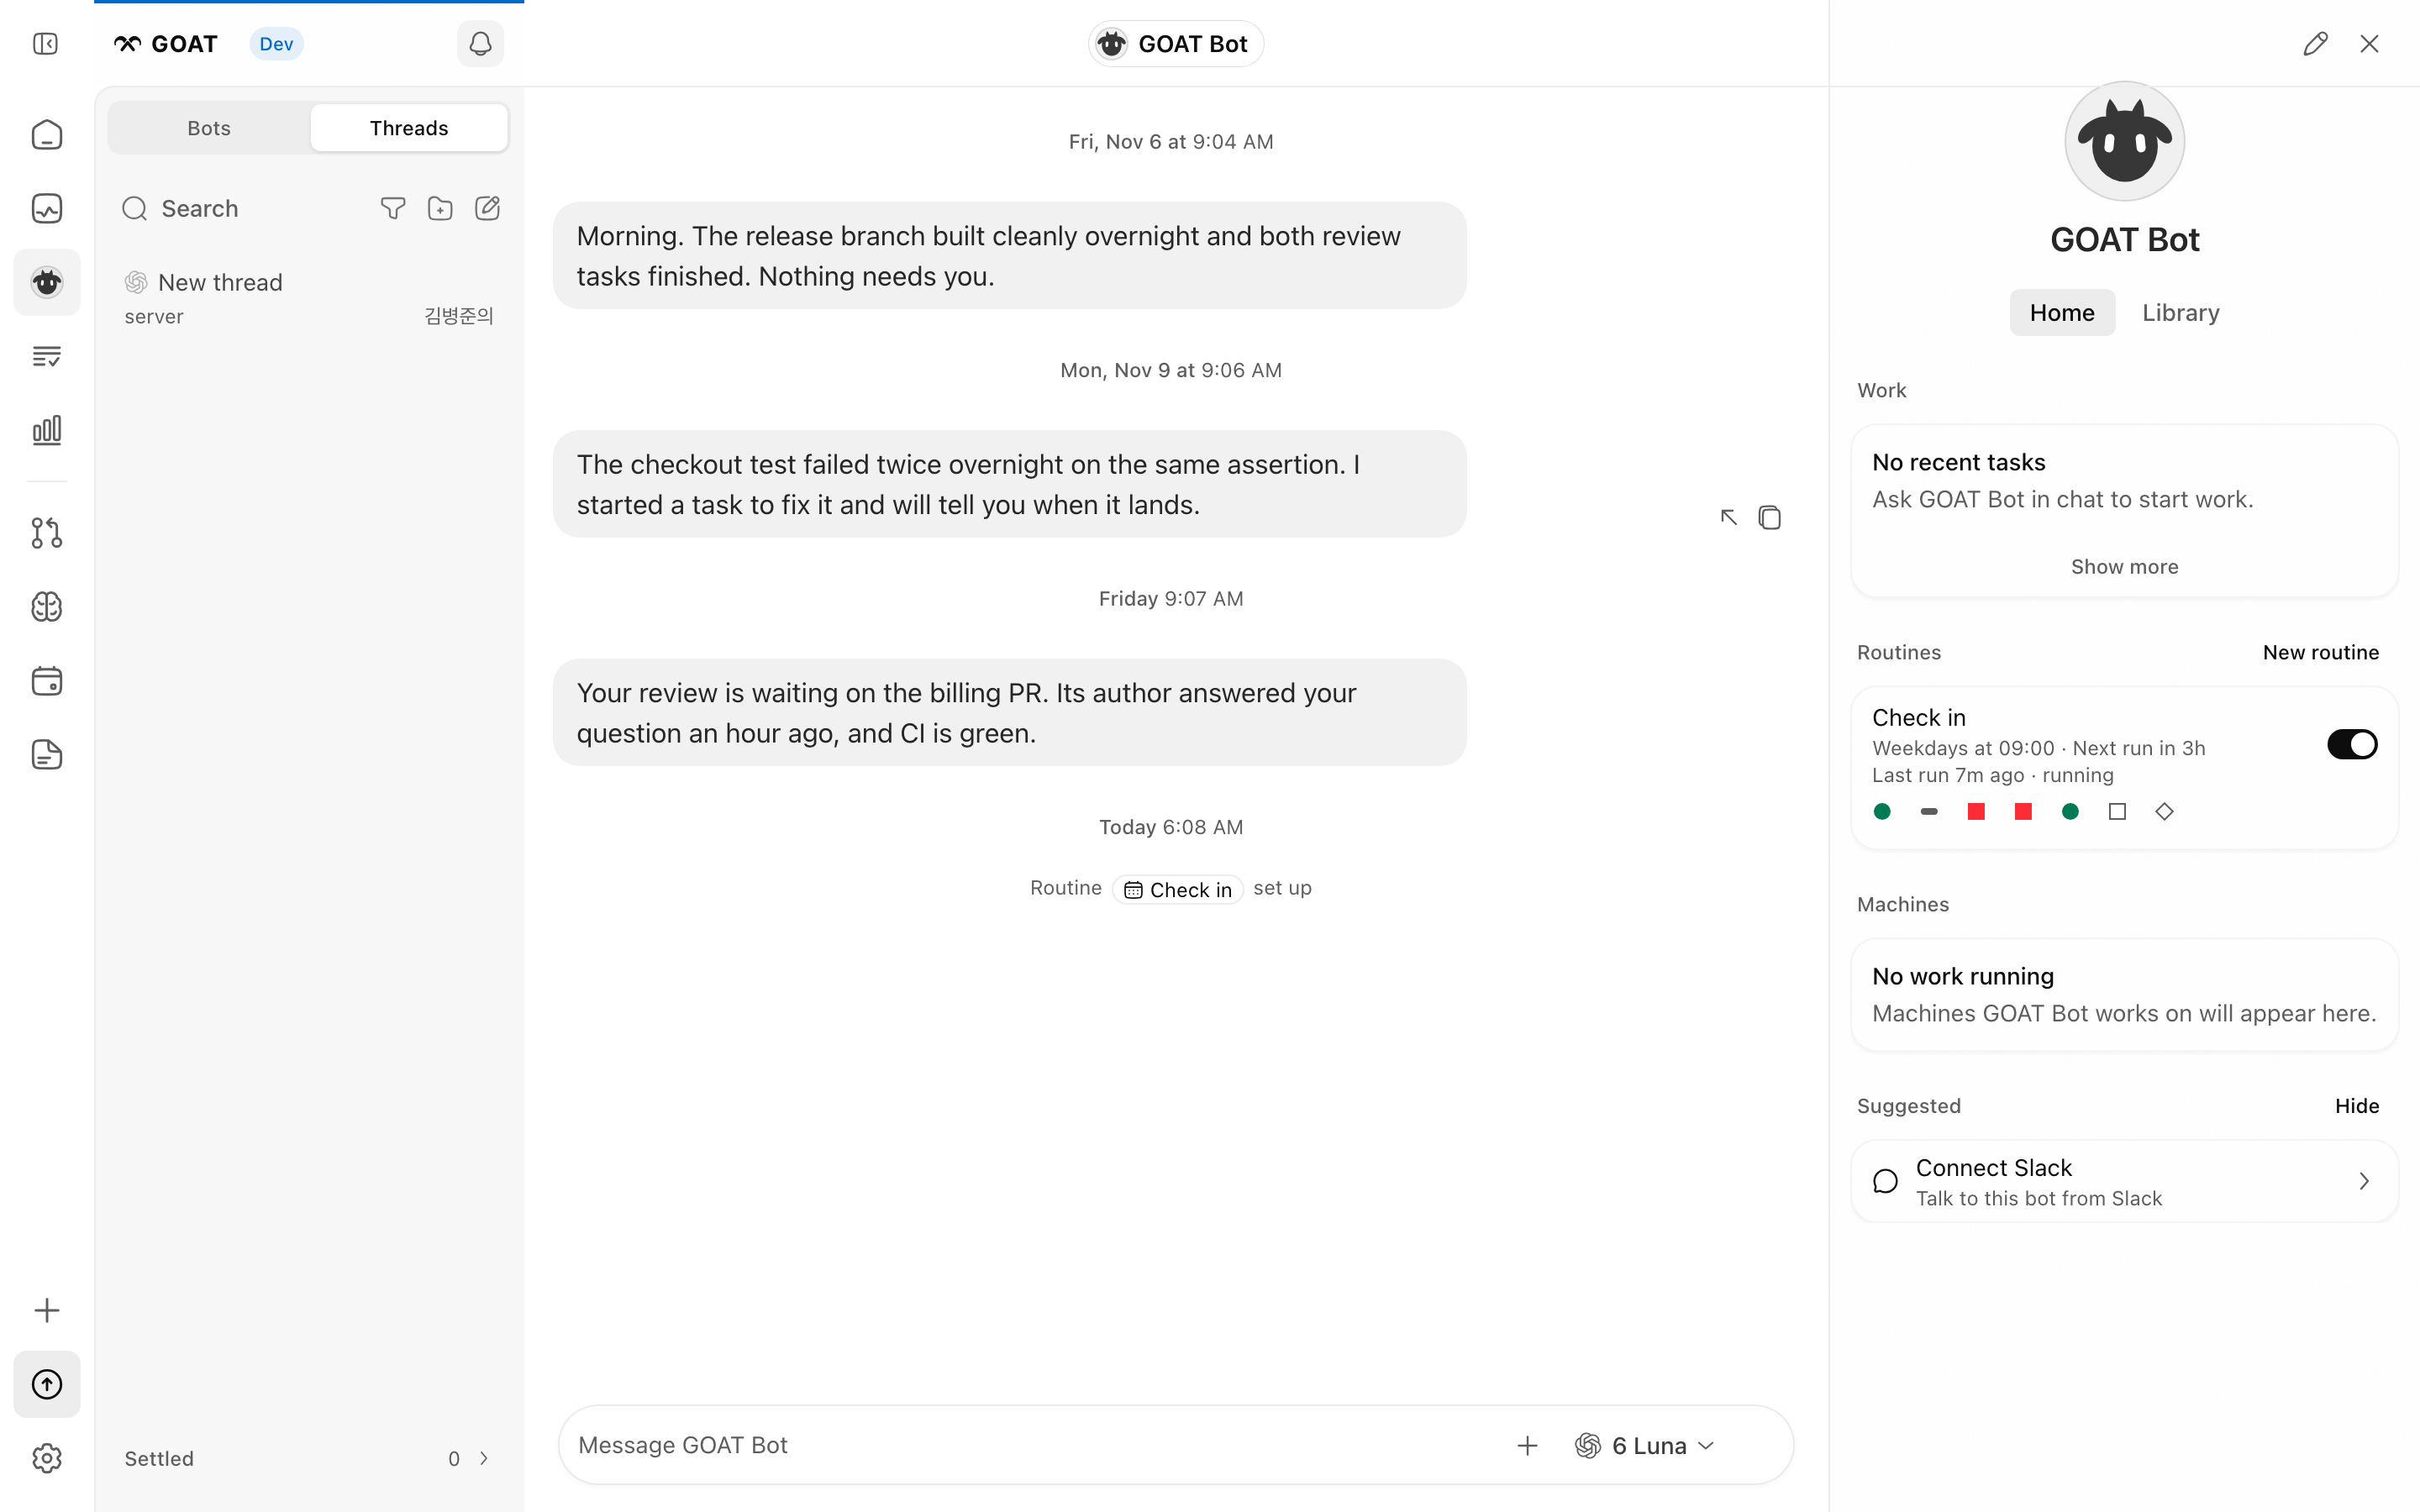 GOAT Dev
Bots Threads
Search
New thread
server 김병준의
Settled 0
GOAT Bot
Fri, Nov 6 at 9:04 AM
Morning. The release branch built cleanly overnight and both review
tasks finished. Nothing needs you.
Mon, Nov 9 at 9:06 AM
The checkout test failed twice overnight on the same assertion. I
started a task to fix it and will tell you when it lands.
Friday 9:07 AM
Your review is waiting on the billing PR. Its author answered your
question an hour ago, and CI is green.
Today 6:08 AM
Routine Check in set up
Message GOAT Bot 6 Luna
GOAT Bot
Home Library
Work
No recent tasks
Ask GOAT Bot in chat to start work.
Show more
Routines New routine
Check in
Weekdays at 09:00 · Next run in 3h
Last run 7m ago · running
Machines
No work running
Machines GOAT Bot works on will appear here.
Suggested Hide
Connect Slack
Talk to this bot from Slack